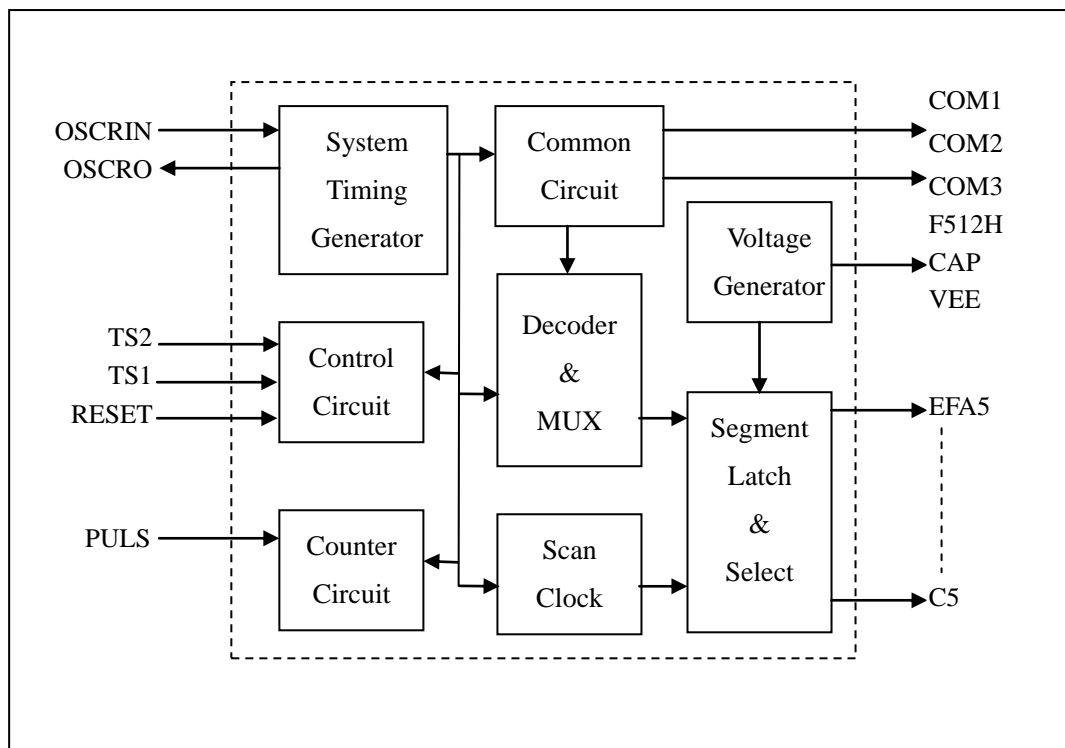 OSCRIN
OSCRO
System
Timing
Generator
Common
Circuit
COM1
COM2
COM3
F512H
CAP
VEE
Voltage
Generator
TS2
TS1
RESET
Control
Circuit
Decoder
&
MUX
Segment
Latch
&
Select
EFA5
C5
PULS
Counter
Circuit
Scan
Clock